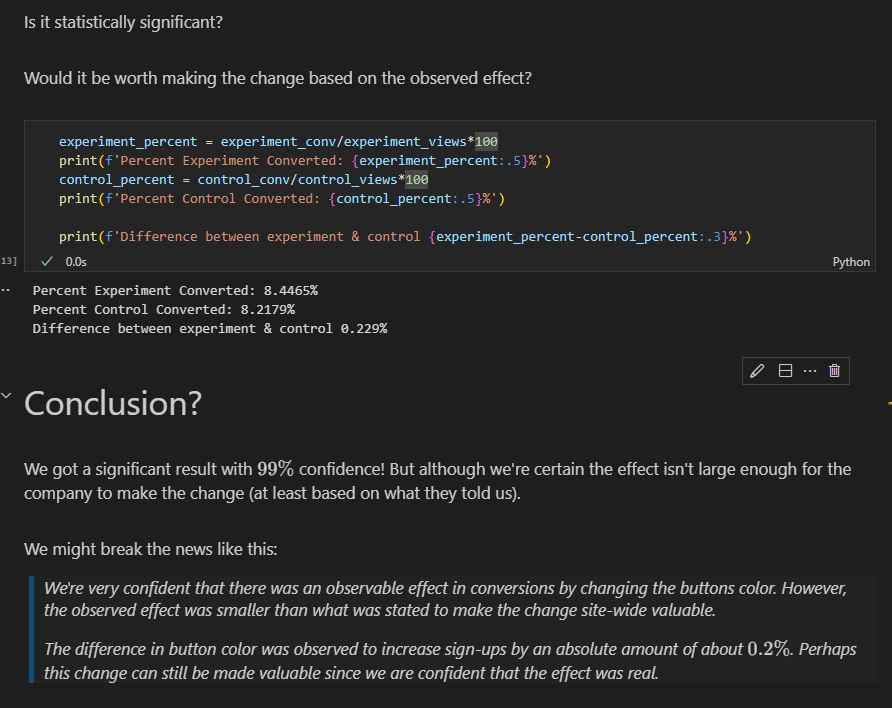 Is it statistically significant?
Would it be worth making the change based on the observed effect?
experiment_percent = experiment_conv/experiment_views*100
print(f'Percent Experiment Converted: {experiment_percent:.5}%')
control_percent = control_conv/control_views*100
print(f'Percent Control Converted: {control_percent:.5}%')
print(f'Difference between experiment & control {experiment_percent-control_percent:.3}%')
13]
0.0s
Python
Percent Experiment Converted: 8.4465%
Percent Control Converted: 8.2179%
Difference between experiment & control 0.229%
Conclusion?
We got a significant result with 99% confidence! But although we're certain the effect isn't large enough for the
company to make the change (at least based on what they told us).
We might break the news like this:
We're very confident that there was an observable effect in conversions by changing the buttons color. However,
the observed effect was smaller than what was stated to make the change site-wide valuable.
The difference in button color was observed to increase sign-ups by an absolute amount of about 0.2%. Perhaps
this change can still be made valuable since we are confident that the effect was real.